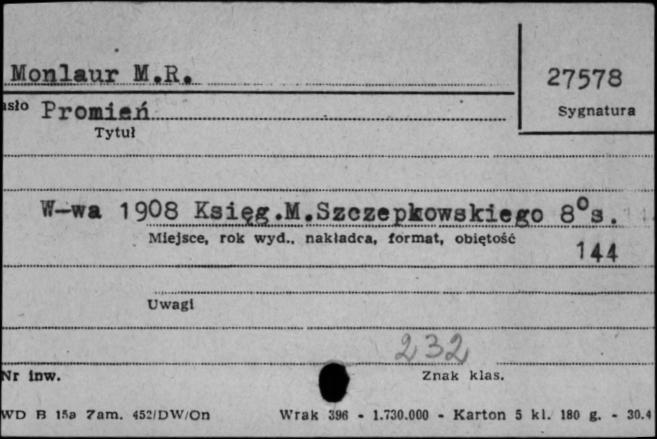 Monlaur M.R.
27578
Sygnatura
asło Promień
Tytuł
W-wa 1908 Księg.M.Szczepkowskiego 8°s.
Miejsce, rok wyd., nakładca, format, objętość
144
Uwagi
232
Nr inw.
Znak klas.
WD B 15a Zam. 452/DW/On Wrak 396 - 1.730.000 - Karton 5 kl. 180 g. - 30.4